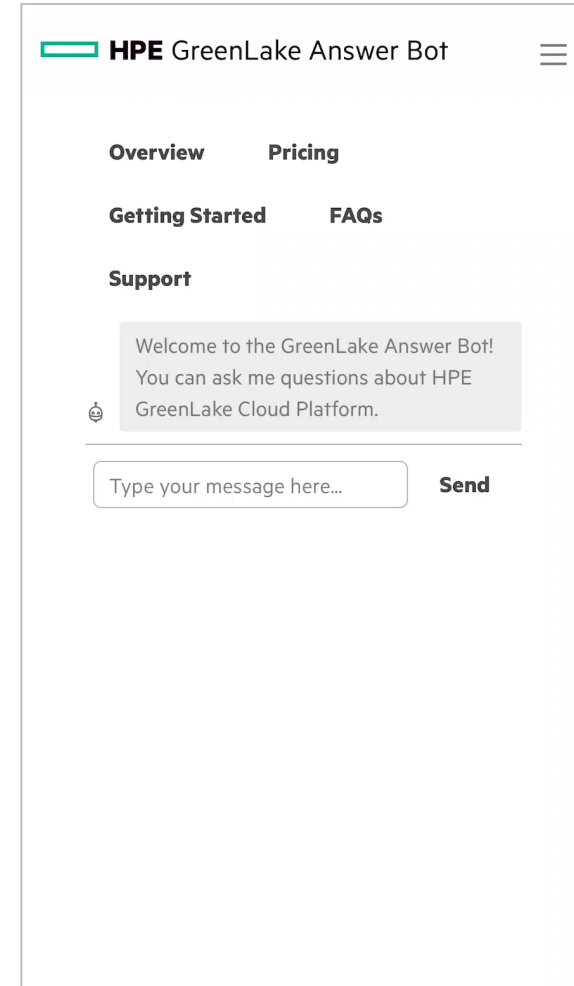 HPE GreenLake Answer Bot
Overview Pricing
Getting Started FAQs
Support
Welcome to the GreenLake Answer Bot!
You can ask me questions about HPE
GreenLake Cloud Platform.
Type your message here... Send